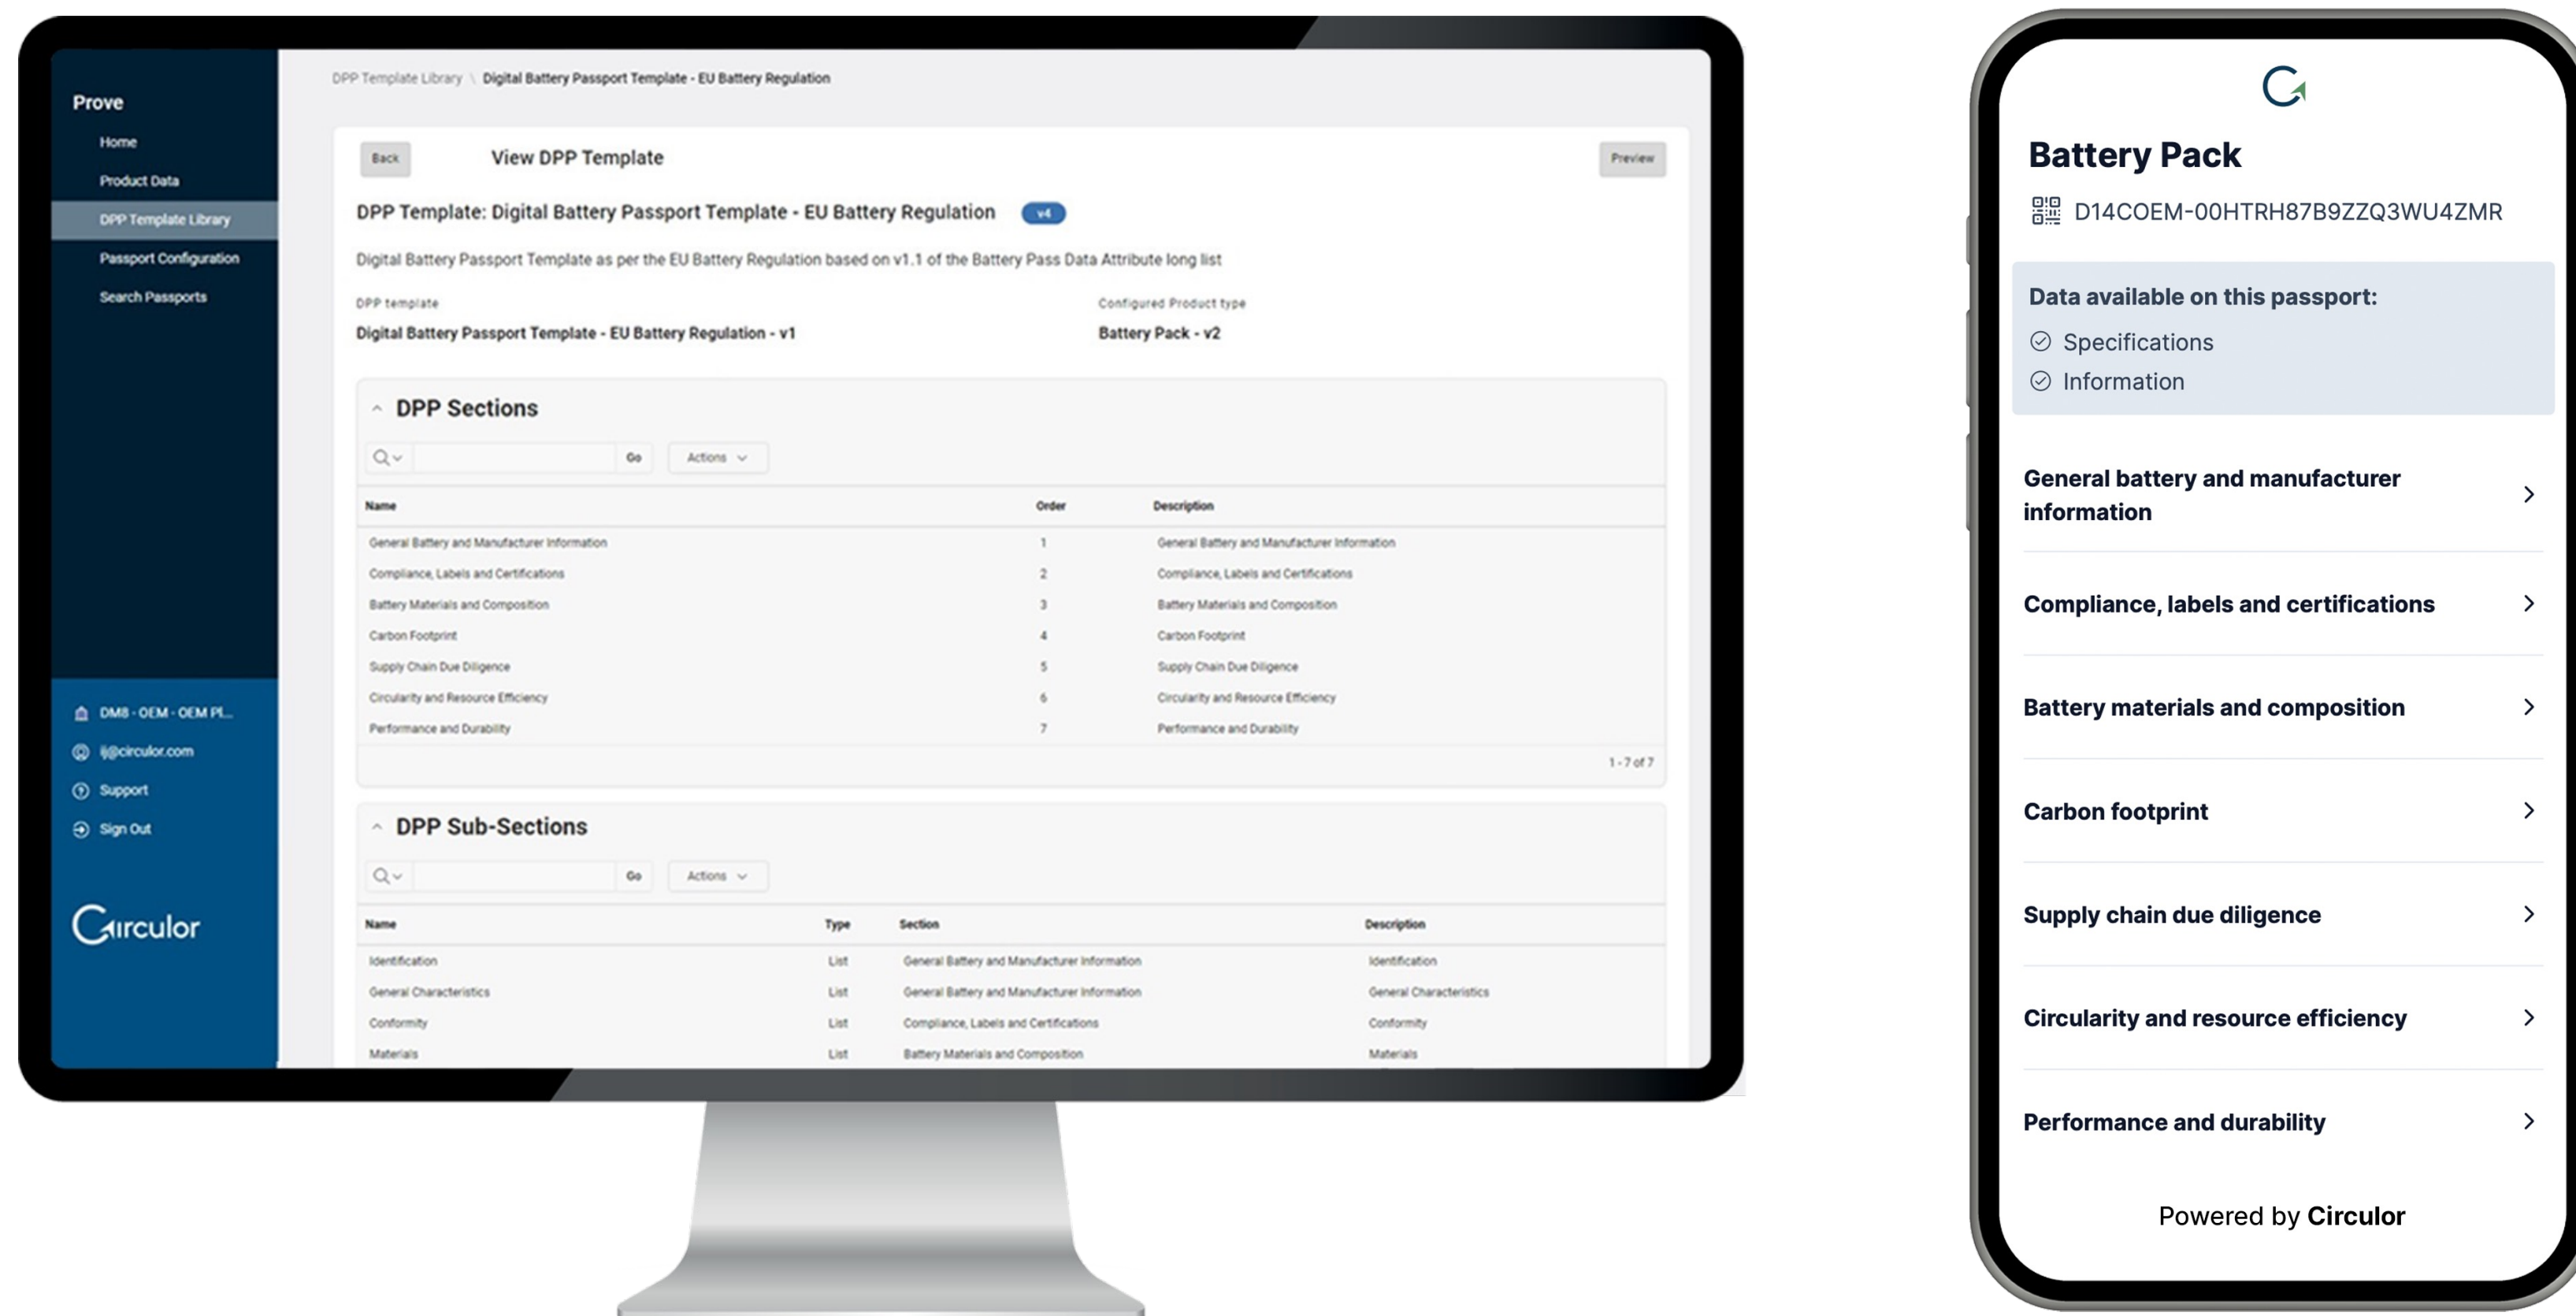 Prove
Home
Product Data
DPP Template Library
Passport Configuration
Search Passports
DM8 - OEM - OEM Pl...
ij@circulor.com
Support
Sign Out
Circulor
DPP Template Library \ Digital Battery Passport Template - EU Battery Regulation
Back View DPP Template Preview
DPP Template: Digital Battery Passport Template - EU Battery Regulation v4
Digital Battery Passport Template as per the EU Battery Regulation based on v1.1 of the Battery Pass Data Attribute long list
DPP template Configured Product type
Digital Battery Passport Template - EU Battery Regulation - v1 Battery Pack - v2
DPP Sections
Go Actions
Name Order Description
General Battery and Manufacturer Information 1 General Battery and Manufacturer Information
Compliance, Labels and Certifications 2 Compliance, Labels and Certifications
Battery Materials and Composition 3 Battery Materials and Composition
Carbon Footprint 4 Carbon Footprint
Supply Chain Due Diligence 5 Supply Chain Due Diligence
Circularity and Resource Efficiency 6 Circularity and Resource Efficiency
Performance and Durability 7 Performance and Durability
1 - 7 of 7
DPP Sub-Sections
Go Actions
Name Type Section Description
Identification List General Battery and Manufacturer Information Identification
General Characteristics List General Battery and Manufacturer Information General Characteristics
Conformity List Compliance, Labels and Certifications Conformity
Materials List Battery Materials and Composition Materials
Battery Pack
D14COEM-00HTRH87B9ZZQ3WU4ZMR
Data available on this passport:
Specifications
Information
General battery and manufacturer
information
Compliance, labels and certifications
Battery materials and composition
Carbon footprint
Supply chain due diligence
Circularity and resource efficiency
Performance and durability
Powered by Circulor